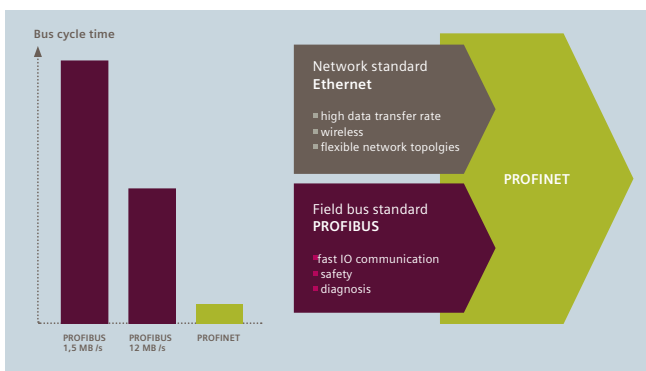 Bus cycle time
PROFIBUS
1,5 MB /s
PROFIBUS
12 MB /s
PROFINET
Network standard
Ethernet
high data transfer rate
wireless
flexible network topolgies
Field bus standard
PROFIBUS
fast IO communication
safety
diagnosis
PROFINET